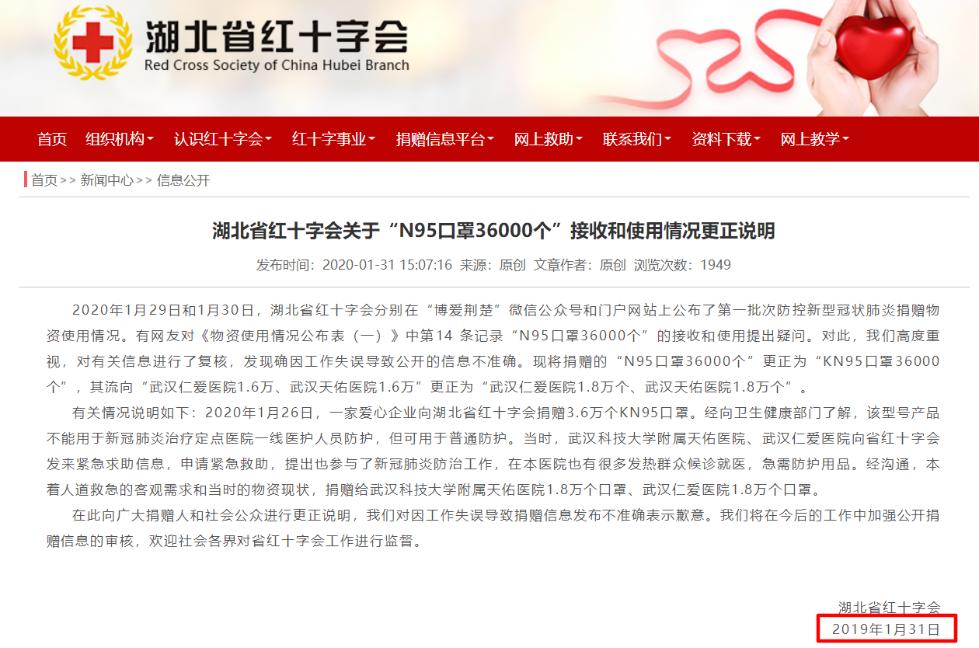 湖北省红十字会
Red Cross Society of China Hubei Branch
首页 组织机构 认识红十字会 红十字事业 捐赠信息平台 网上救助 联系我们 资料下载 网上教学
首页>> 新闻中心>> 信息公开
湖北省红十字会关于“N95口罩36000个”接收和使用情况更正说明
发布时间：2020-01-31 15:07:16 来源：原创 文章作者：原创 浏览次数：1949
2020年1月29日和1月30日，湖北省红十字会分别在“博爱荆楚”微信公众号和门户网站上公布了第一批次防控新型冠状肺炎捐赠物
资使用情况。有网友对《物资使用情况公布表（一）》中第14 条记录“N95口罩36000个”的接收和使用提出疑问。对此，我们高度重
视，对有关信息进行了复核，发现确因工作失误导致公开的信息不准确。现将捐赠的“N95口罩36000个”更正为“KN95口罩36000
个”，其流向“武汉仁爱医院1.6万、武汉天佑医院1.6万”更正为“武汉仁爱医院1.8万个、武汉天佑医院1.8万个”。
有关情况说明如下：2020年1月26日，一家爱心企业向湖北省红十字会捐赠3.6万个KN95口罩。经向卫生健康部门了解，该型号产品
不能用于新冠肺炎治疗定点医院一线医护人员防护，但可用于普通防护。当时，武汉科技大学附属天佑医院、武汉仁爱医院向省红十字会
发来紧急求助信息，申请紧急救助，提出也参与了新冠肺炎防治工作，在本医院也有很多发热群众候诊就医，急需防护用品。经沟通，本
着人道救急的客观需求和当时的物资现状，捐赠给武汉科技大学附属天佑医院1.8万个口罩、武汉仁爱医院1.8万个口罩。
在此向广大捐赠人和社会公众进行更正说明，我们对因工作失误导致捐赠信息发布不准确表示歉意。我们将在今后的工作中加强公开捐
赠信息的审核，欢迎社会各界对省红十字会工作进行监督。
湖北省红十字会
2019年1月31日